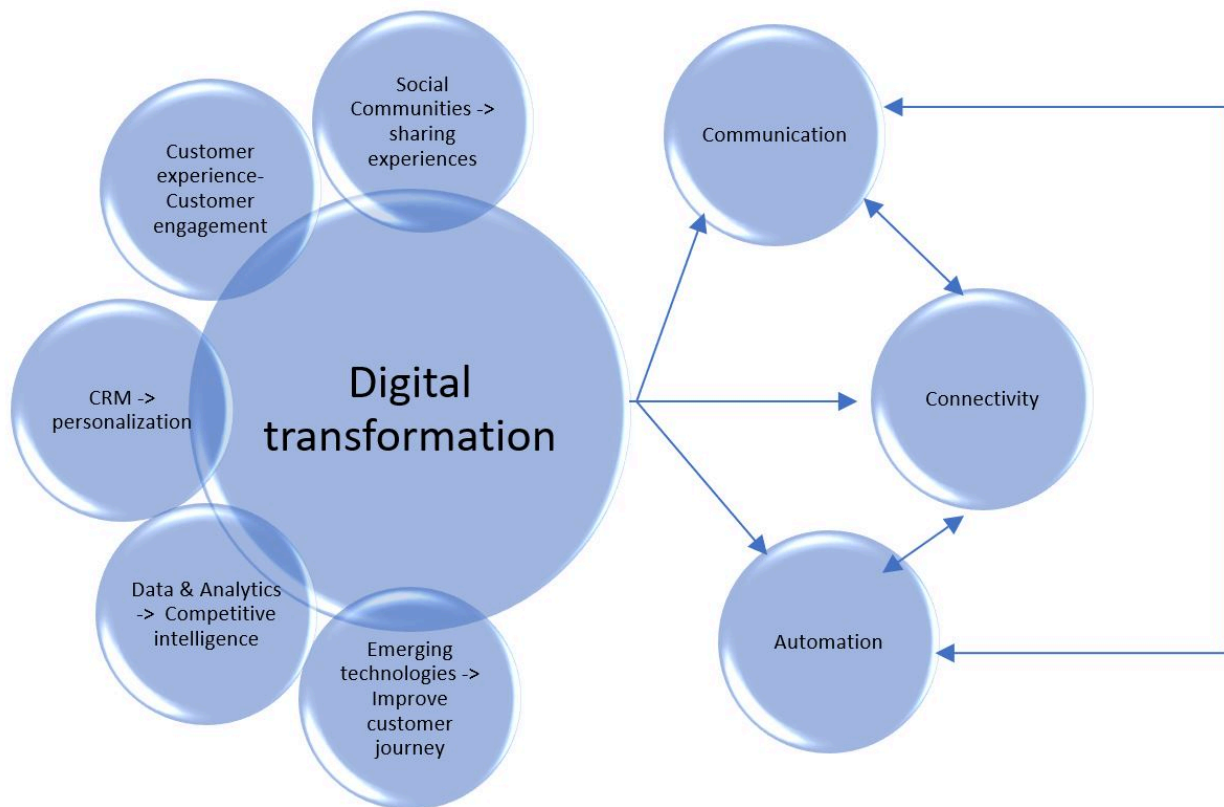 Social
Communities ->
sharing
experiences
Customer
experience-
Customer
engagement
CRM ->
personalization
Data & Analytics
-> Competitive
intelligence
Emerging
technologies ->
Improve
customer
journey
Digital
transformation
Communication
Connectivity
Automation